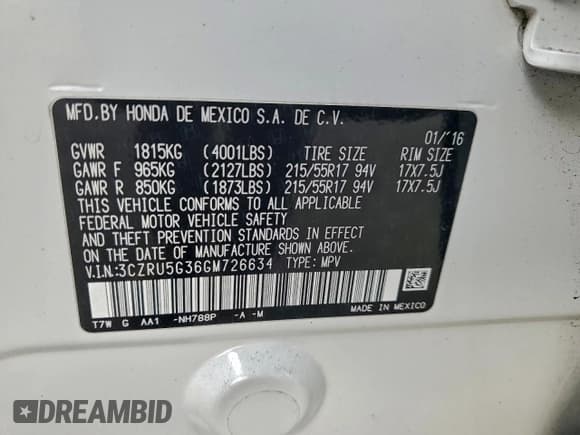 MFD.BY HONDA DE MEXICO S.A. DE C.V.
01/'16
GVWR 1815KG (4001LBS) TIRE SIZE RIM SIZE
GAWR F 965KG (2127LBS) 215/55R17 94V 17X7.5J
GAWR R 850KG (1873LBS) 215/55R17 94V 17X7.5J
THIS VEHICLE CONFORMS TO ALL APPLICABLE
FEDERAL MOTOR VEHICLE SAFETY
AND THEFT PREVENTION STANDARDS IN EFFECT
ON THE DATE OF MANUFACTURE SHOWN ABOVE.
V.I.N:3CZRU5G36GM726634 TYPE: MPV
T7W G AA1 -NH788P -A -M MADE IN MEXICO
DREAMBID